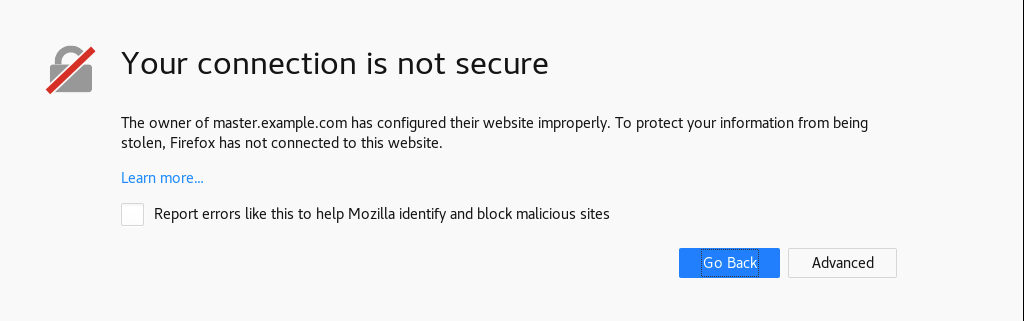 Your connection is not secure
The owner of master.example.com has configured their website improperly. To protect your information from being
stolen, Firefox has not connected to this website.
Learn more...
Report errors like this to help Mozilla identify and block malicious sites
Go Back Advanced